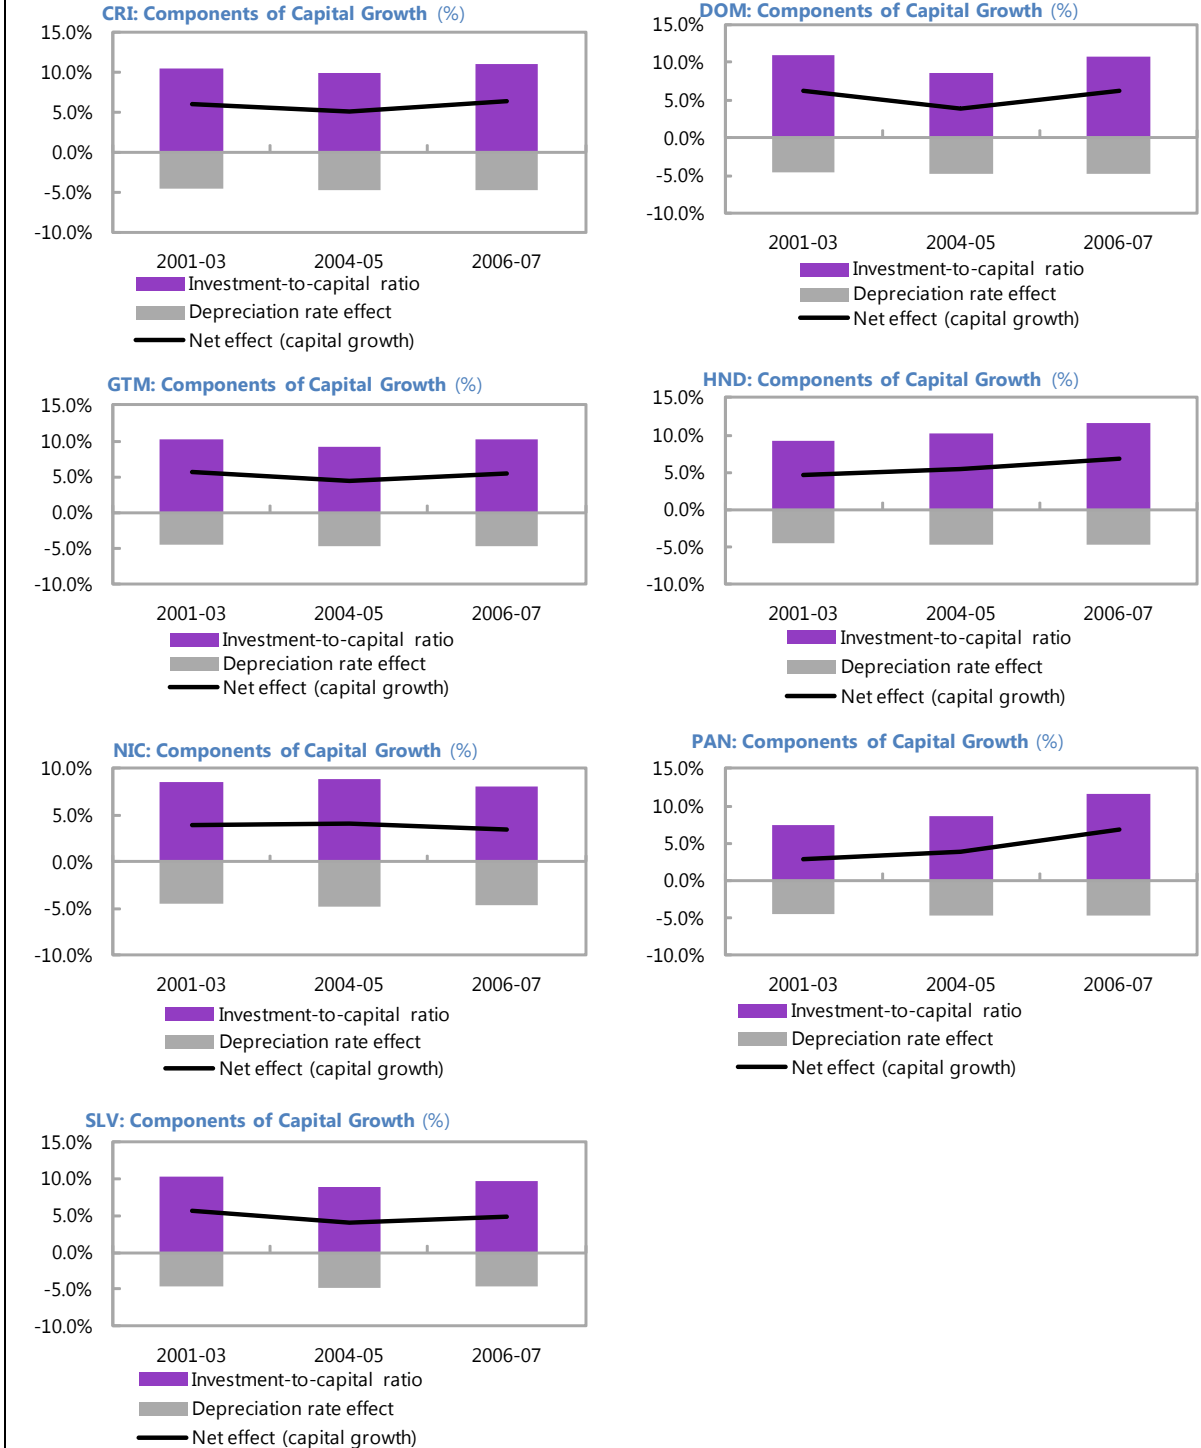 CRI: Components of Capital Growth (%)
15.0%
10.0%
5.0%
0.0%
-5.0%
-10.0%
2001-03 2004-05 2006-07
Investment-to-capital ratio
Depreciation rate effect
Net effect (capital growth)
DOM: Components of Capital Growth (%)
15.0%
10.0%
5.0%
0.0%
-5.0%
-10.0%
2001-03 2004-05 2006-07
Investment-to-capital ratio
Depreciation rate effect
Net effect (capital growth)
GTM: Components of Capital Growth (%)
15.0%
10.0%
5.0%
0.0%
-5.0%
-10.0%
2001-03 2004-05 2006-07
Investment-to-capital ratio
Depreciation rate effect
Net effect (capital growth)
HND: Components of Capital Growth (%)
15.0%
10.0%
5.0%
0.0%
-5.0%
-10.0%
2001-03 2004-05 2006-07
Investment-to-capital ratio
Depreciation rate effect
Net effect (capital growth)
NIC: Components of Capital Growth (%)
10.0%
5.0%
0.0%
-5.0%
-10.0%
2001-03 2004-05 2006-07
Investment-to-capital ratio
Depreciation rate effect
Net effect (capital growth)
PAN: Components of Capital Growth (%)
15.0%
10.0%
5.0%
0.0%
-5.0%
-10.0%
2001-03 2004-05 2006-07
Investment-to-capital ratio
Depreciation rate effect
Net effect (capital growth)
SLV: Components of Capital Growth (%)
15.0%
10.0%
5.0%
0.0%
-5.0%
-10.0%
2001-03 2004-05 2006-07
Investment-to-capital ratio
Depreciation rate effect
Net effect (capital growth)